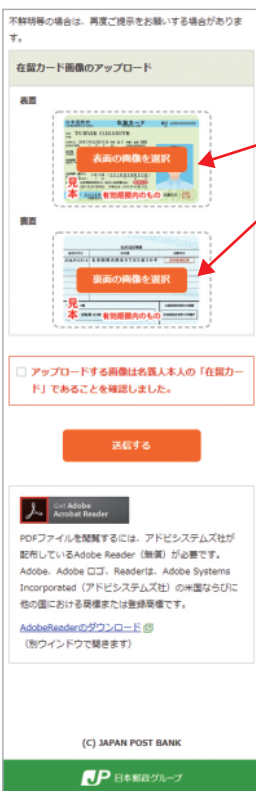 不鮮明等の場合は、再度ご提示をお願いする場合がありま
す。
在留カード画像のアップロード
表面
在留カード
TURNER ELIZABETH
表面の画像を選択
見本
有効期限内のもの
裏面
裏面の画像を選択
見本
有効期限内のもの
アップロードする画像は名義人本人の「在留カー
ド」であることを確認しました。
送信する
Get Adobe
Acrobat Reader
PDFファイルを閲覧するには、アドビシステムズ社が
配布しているAdobe Reader（無償）が必要です。
Adobe、Adobe ロゴ、Readerは、Adobe Systems
Incorporated（アドビシステムズ社）の米国ならびに
他の国における商標または登録商標です。
AdobeReaderのダウンロード
（別ウインドウで開きます）
(C) JAPAN POST BANK
JP 日本郵政グループ